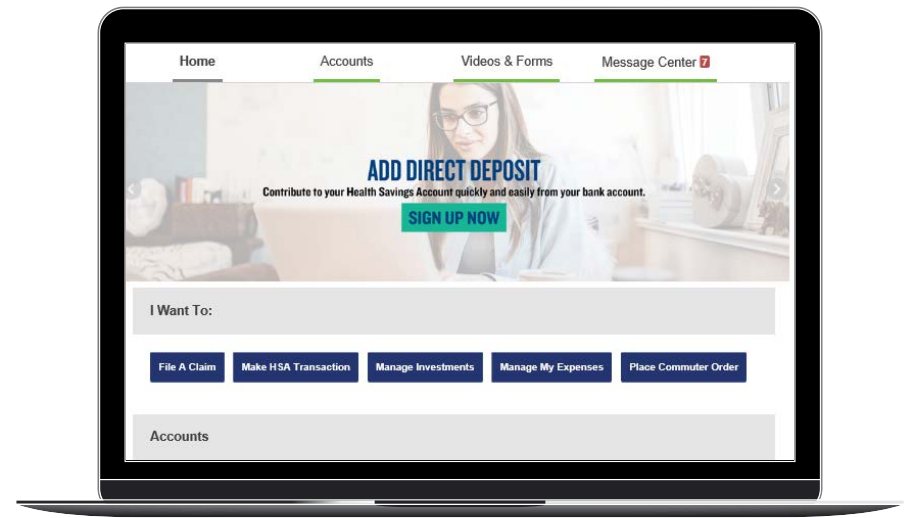 Home Accounts Videos & Forms Message Center 7
ADD DIRECT DEPOSIT
Contribute to your Health Savings Account quickly and easily from your bank account.
SIGN UP NOW
I Want To:
File A Claim Make HSA Transaction Manage Investments Manage My Expenses Place Commuter Order
Accounts